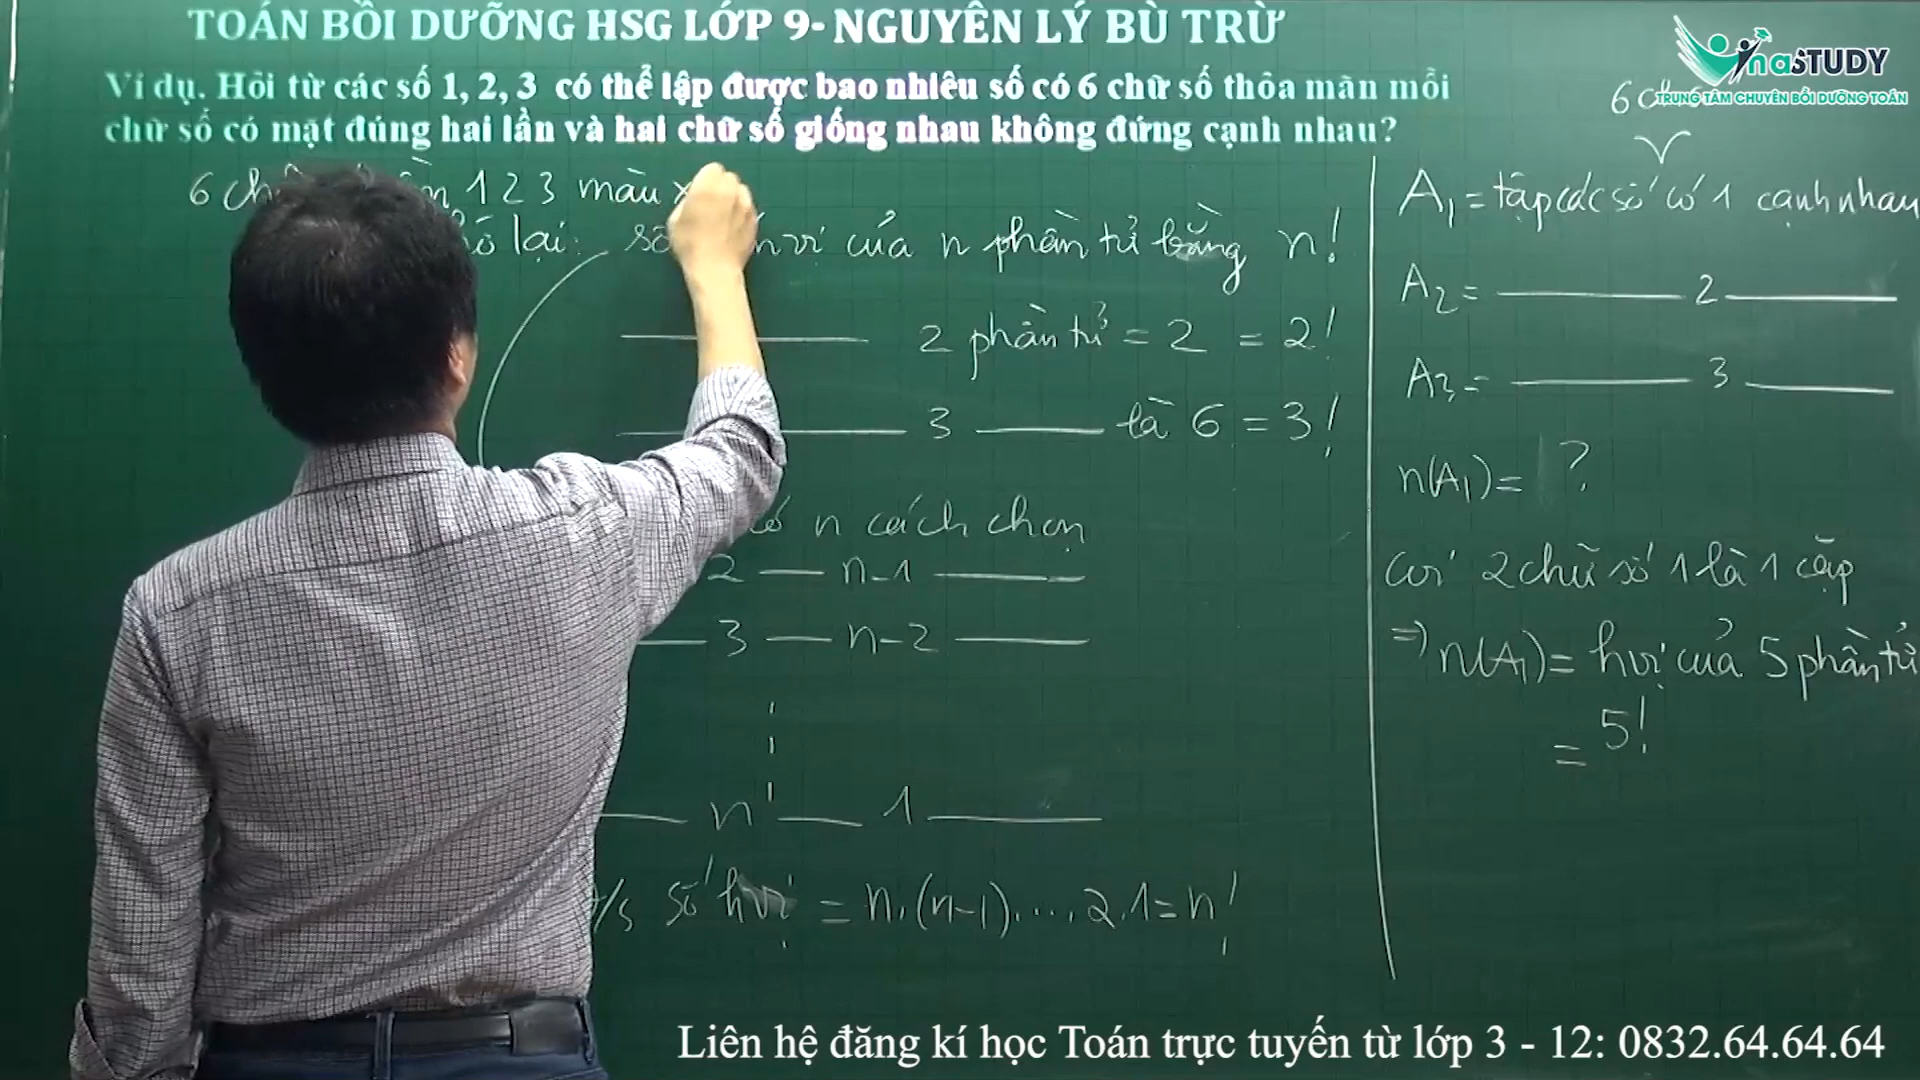 TOÁN BỒI DƯỠNG HSG LỚP 9- NGUYÊN LÝ BÙ TRỪ
Ví dụ. Hỏi từ các số 1, 2, 3 có thể lập được bao nhiêu số có 6 chữ số thỏa mãn mỗi
chữ số có mặt đúng hai lần và hai chữ số giống nhau không đứng cạnh nhau?
inaSTUDY
TRUNG TÂM CHUYÊN BỒI DƯỠNG TOÁN
6 ch 1 2 3 màu
lại: số vị của n phần tử bằng n!
2 phần tử = 2 = 2!
3 là 6 = 3!
có n cách chọn
2 — n-1
3 — n-2
n — 1
số hvị = n.(n-1)....2.1 = n!
A1 = tập các số có 1 cạnh nhau
A2 = 2
A3 = 3
n(A1) = ?
Coi 2 chữ số 1 là 1 cặp
=> n(A1) = hvị của 5 phần tử
= 5!
Liên hệ đăng kí học Toán trực tuyến từ lớp 3 - 12: 0832.64.64.64